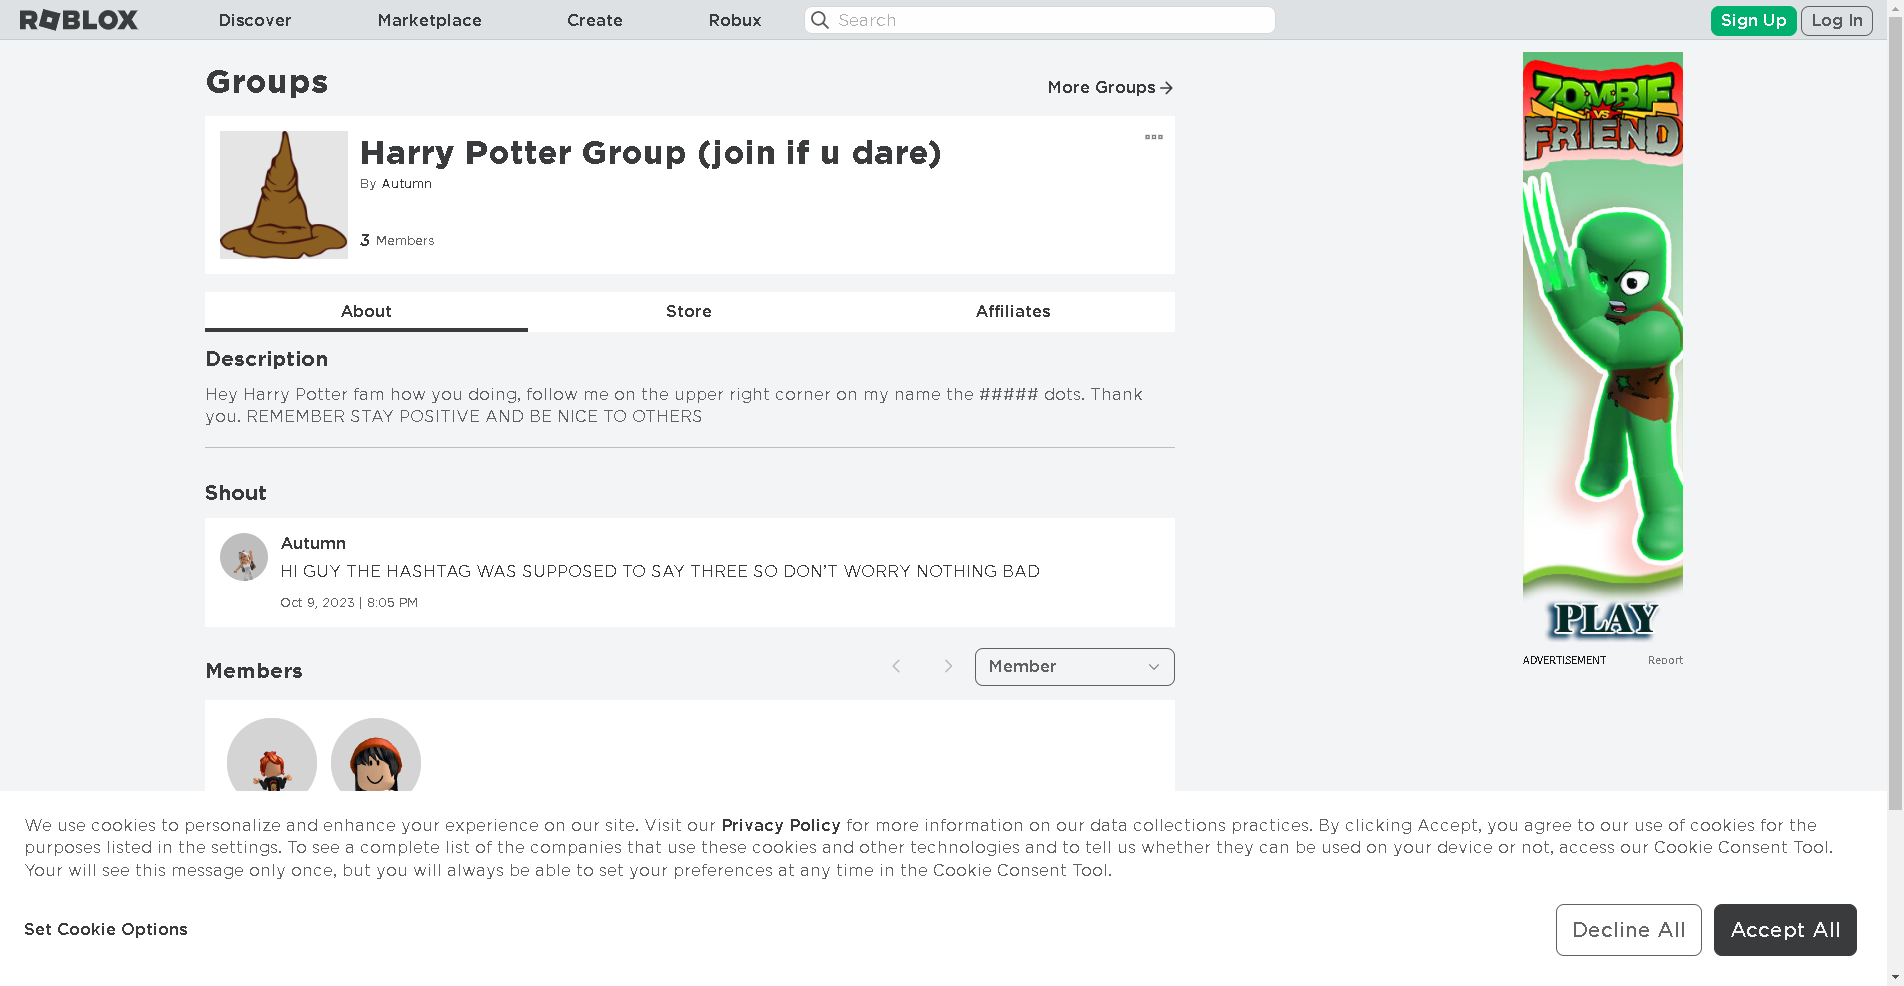 ROBLOX Discover Marketplace Create Robux Search Sign Up Log In
Groups
More Groups
Harry Potter Group (join if u dare)
By Autumn
3 Members
About Store Affiliates
Description
Hey Harry Potter fam how you doing, follow me on the upper right corner on my name the ##### dots. Thank
you. REMEMBER STAY POSITIVE AND BE NICE TO OTHERS
Shout
Autumn
HI GUY THE HASHTAG WAS SUPPOSED TO SAY THREE SO DON'T WORRY NOTHING BAD
Oct 9, 2023 | 8:05 PM
Members
Member
ZOMBIE
VS
FRIEND
PLAY
ADVERTISEMENT Report
We use cookies to personalize and enhance your experience on our site. Visit our Privacy Policy for more information on our data collections practices. By clicking Accept, you agree to our use of cookies for the
purposes listed in the settings. To see a complete list of the companies that use these cookies and other technologies and to tell us whether they can be used on your device or not, access our Cookie Consent Tool.
Your will see this message only once, but you will always be able to set your preferences at any time in the Cookie Consent Tool.
Set Cookie Options
Decline All
Accept All